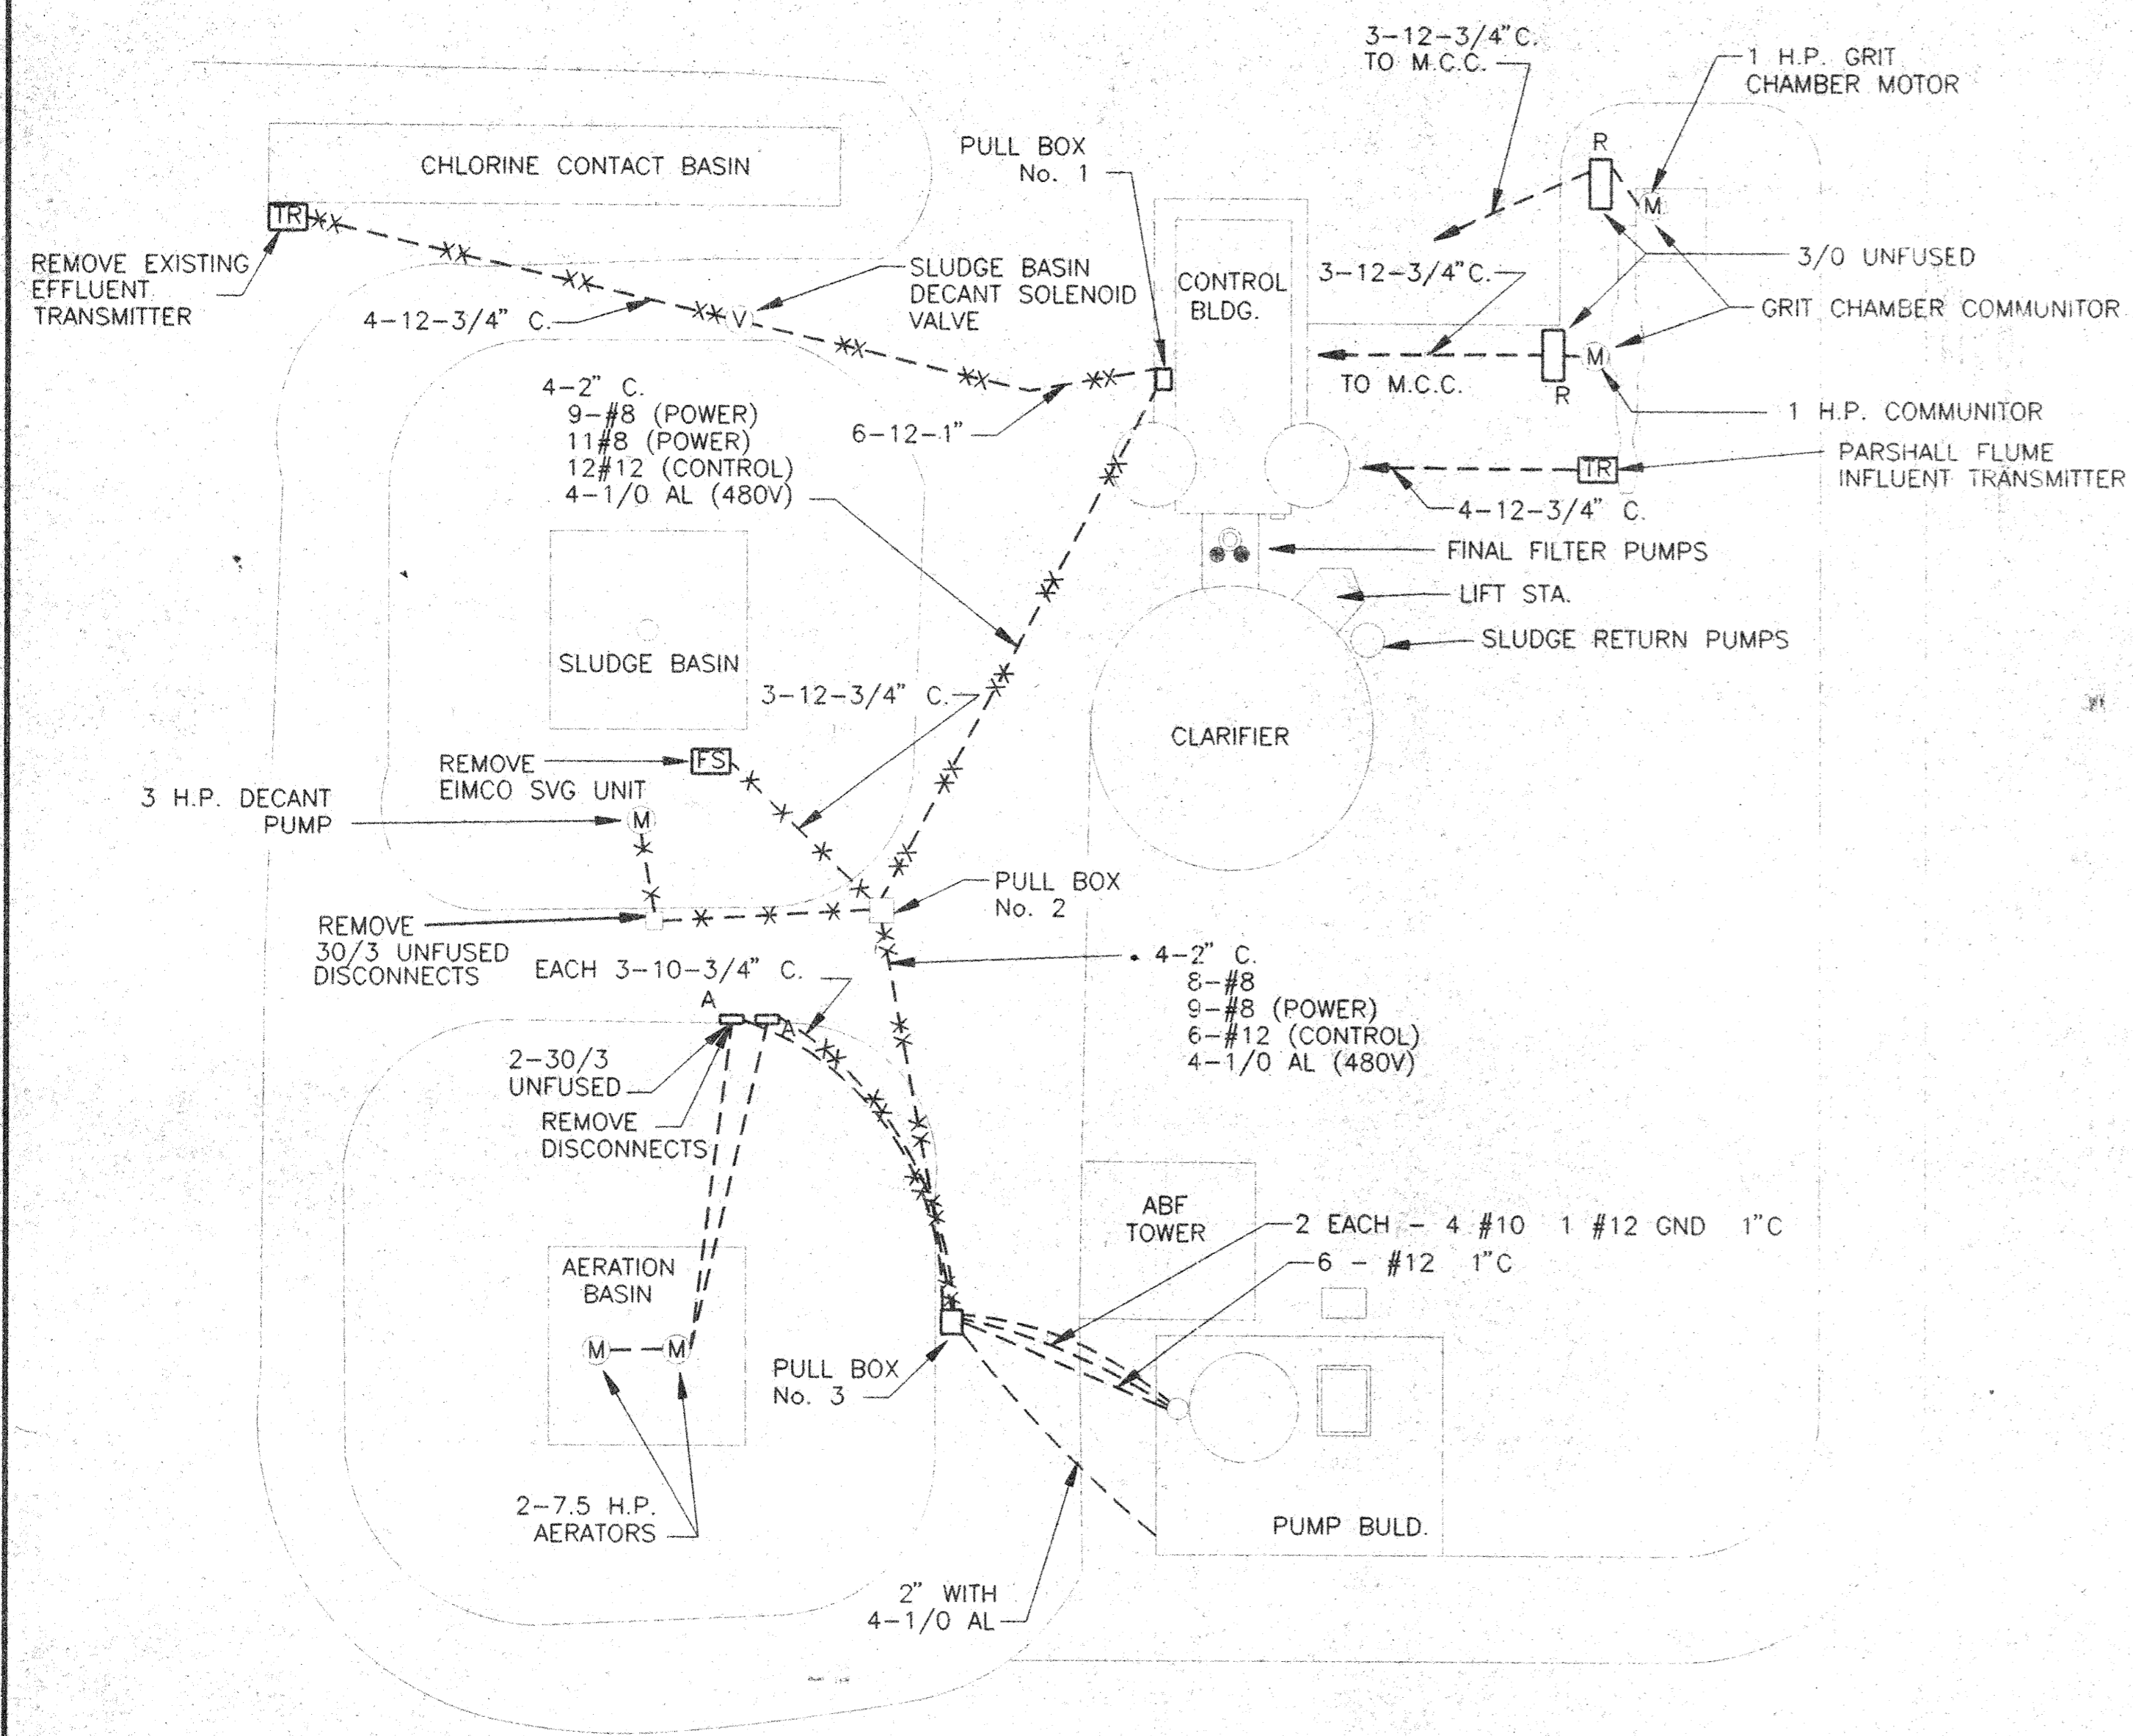 3-12-3/4"C.
TO M.C.C.
1 H.P. GRIT
CHAMBER MOTOR
PULL BOX
No. 1
R
CHLORINE CONTACT BASIN
M
TR
REMOVE EXISTING
EFFLUENT
TRANSMITTER
SLUDGE BASIN
DECANT SOLENOID
VALVE
4-12-3/4" C.
V
CONTROL
BLDG.
3-12-3/4"C.
3/0 UNFUSED
GRIT CHAMBER COMMUNITOR
M
TO M.C.C.
R
1 H.P. COMMUNITOR
4-2" C.
9-#8 (POWER)
11#8 (POWER)
12#12 (CONTROL)
4-1/0 AL (480V)
6-12-1"
PARSHALL FLUME
INFLUENT TRANSMITTER
TR
4-12-3/4" C.
FINAL FILTER PUMPS
LIFT STA.
SLUDGE RETURN PUMPS
SLUDGE BASIN
3-12-3/4" C.
CLARIFIER
REMOVE
EIMCO SVG UNIT
FS
3 H.P. DECANT
PUMP
M
PULL BOX
No. 2
REMOVE
30/3 UNFUSED
DISCONNECTS
EACH 3-10-3/4" C.
4-2" C.
8-#8
9-#8 (POWER)
6-#12 (CONTROL)
4-1/0 AL (480V)
A
A
2-30/3
UNFUSED
REMOVE
DISCONNECTS
ABF
TOWER
2 EACH - 4 #10 1 #12 GND 1"C
6 - #12 1"C
AERATION
BASIN
M
M
PULL BOX
No. 3
2-7.5 H.P.
AERATORS
PUMP BULD.
2" WITH
4-1/0 AL